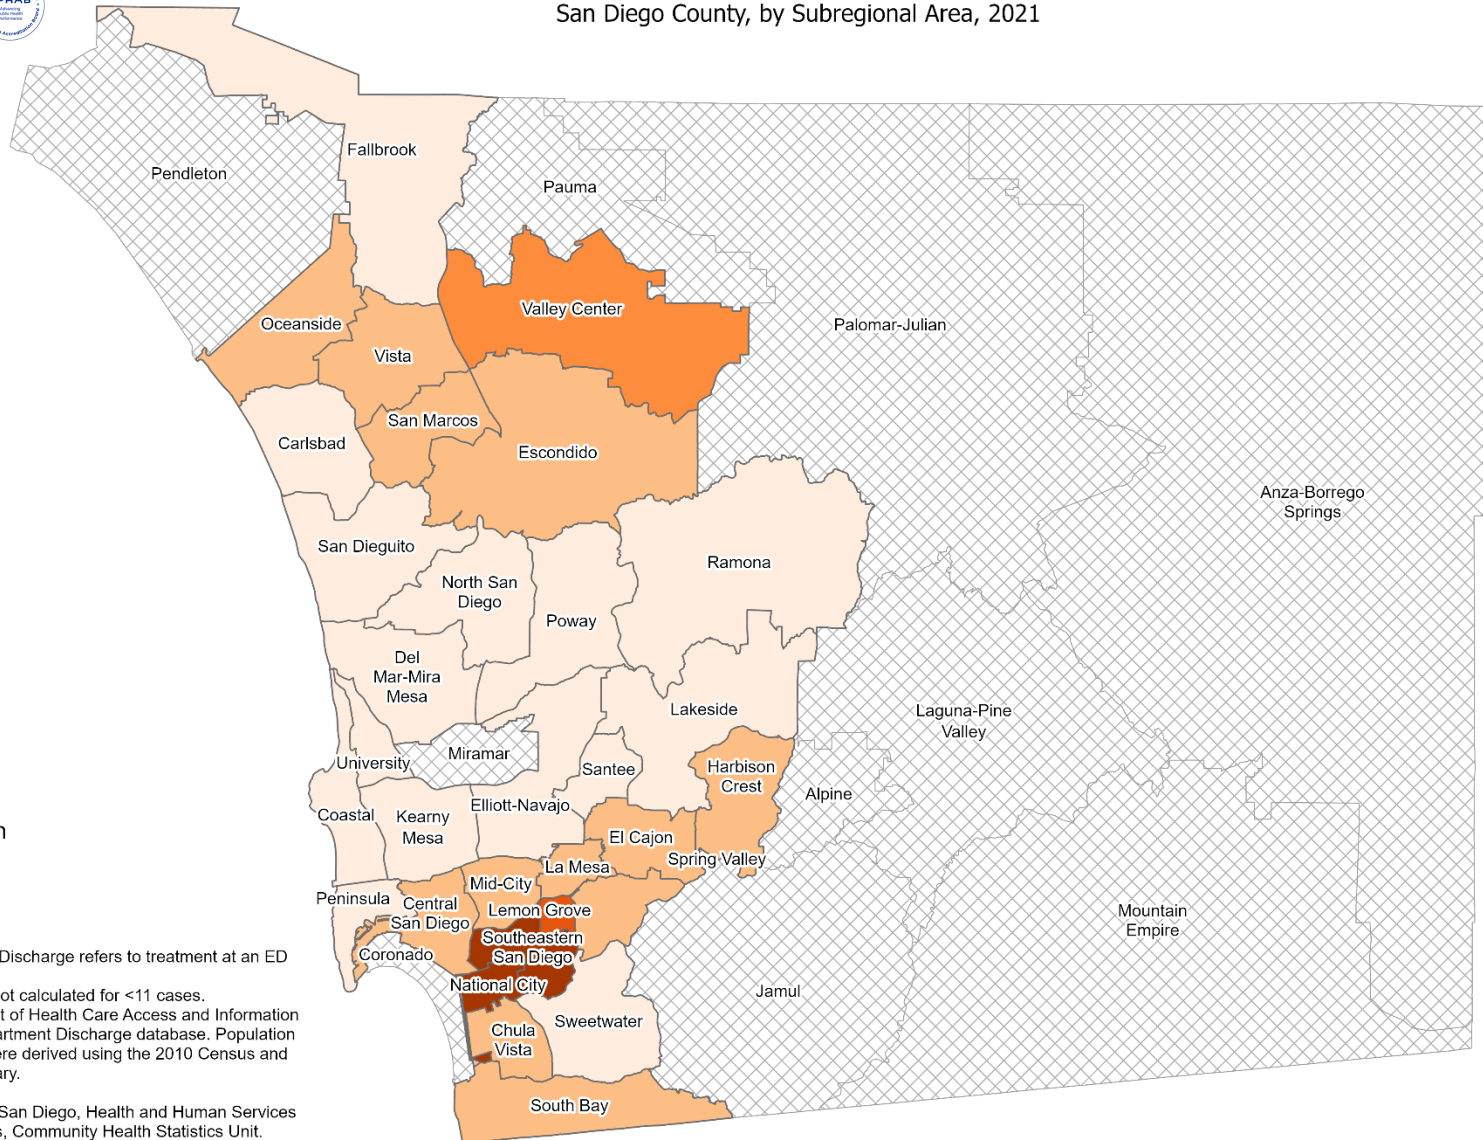 San Diego County, by Subregional Area, 2021
Advancing
Fallbrook
Pendleton
Pauma
Valley Center
Oceanside
Palomar-Julian
Vista
San Marcos
Carlsbad
Escondido
Anza-Borrego
Springs
San Dieguito
Ramona
North San
Diego
Poway
Del
Mar-Mira
Mesa
Lakeside
Laguna-Pine
Valley
Miramar
University
Santee
Harbison
Crest
Alpine
Elliott-Navajo
Coastal
Kearny
Mesa
El Cajon
Spring Valley
La Mesa
Mid-City
Peninsula
Central
San Diego
Lemon Grove
Mountain
Empire
Southeastern
San Diego
Coronado
National City
Jamul
Sweetwater
Chula
Vista
South Bay
n
Discharge refers to treatment at an ED
ot calculated for <11 cases.
t of Health Care Access and Information
artment Discharge database. Population
ere derived using the 2010 Census and
ary.
San Diego, Health and Human Services
s, Community Health Statistics Unit.